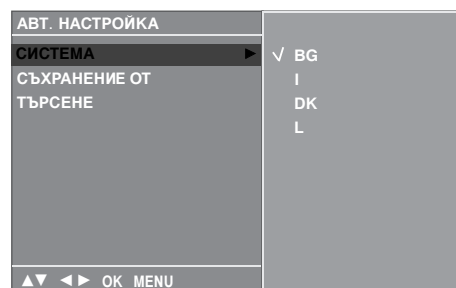 АВТ. НАСТРОЙКА
СИСТЕМА ►
СЪХРАНЕНИЕ ОТ
ТЪРСЕНЕ
√ BG
I
DK
L
▲▼ ◄► OK MENU